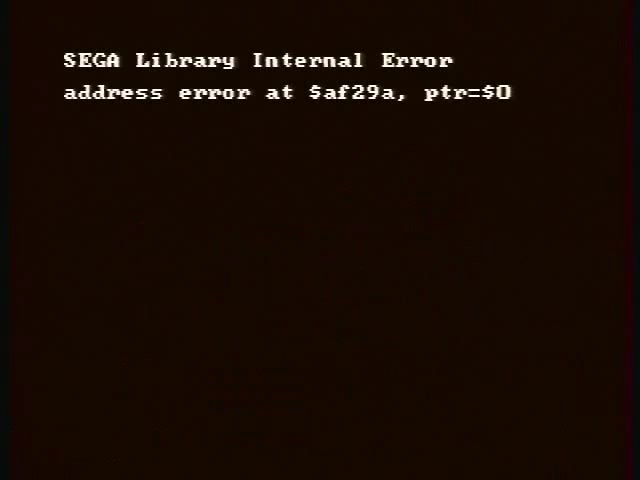 SEGA Library Internal Error
address error at $af29a, ptr=$0